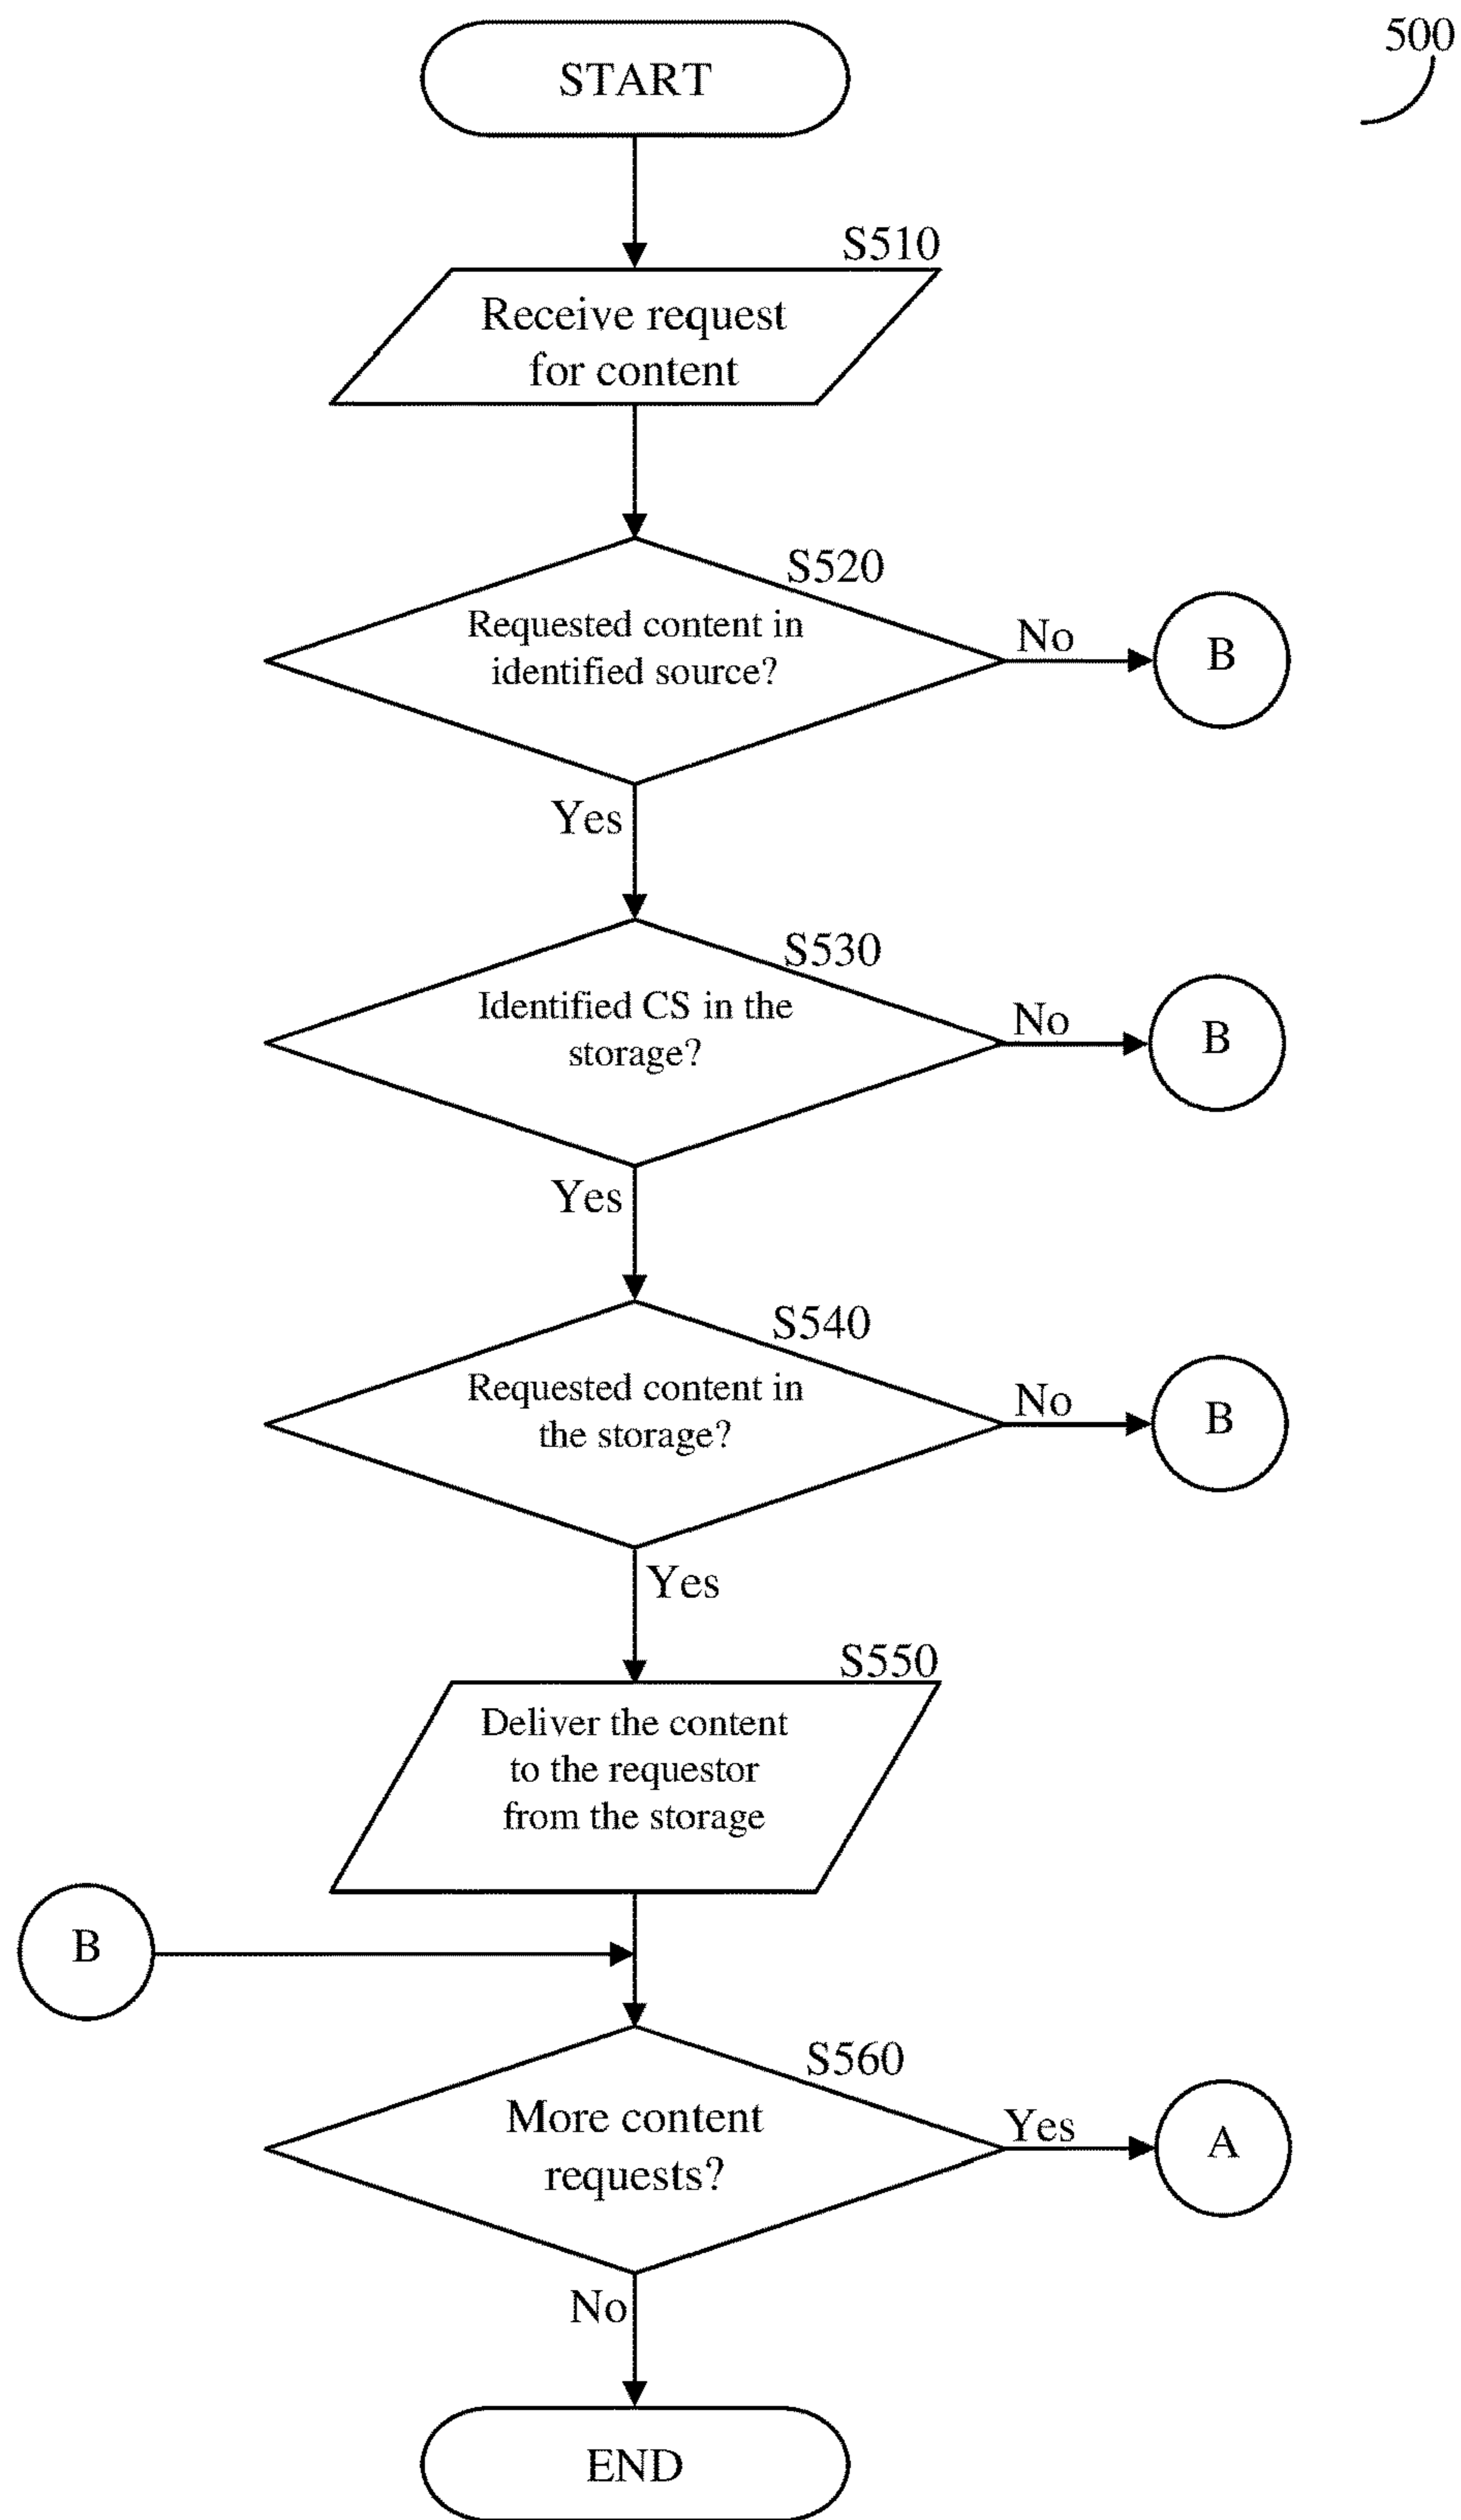 500
START
S510
Receive request
for content
S520
Requested content in
identified source?
No
B
Yes
S530
Identified CS in the
storage?
No
B
Yes
S540
Requested content in
the storage?
No
B
Yes
S550
Deliver the content
to the requestor
from the storage
B
S560
More content
requests?
Yes
A
No
END